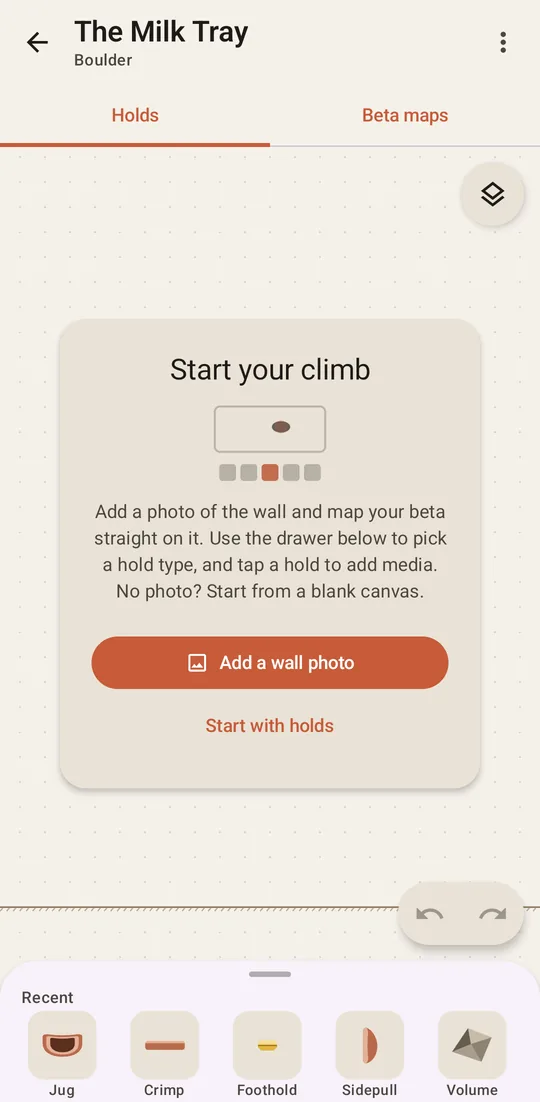 The Milk Tray
Boulder
Holds
Beta maps
Start your climb
Add a photo of the wall and map your beta
straight on it. Use the drawer below to pick
a hold type, and tap a hold to add media.
No photo? Start from a blank canvas.
Add a wall photo
Start with holds
Recent
Jug
Crimp
Foothold
Sidepull
Volume